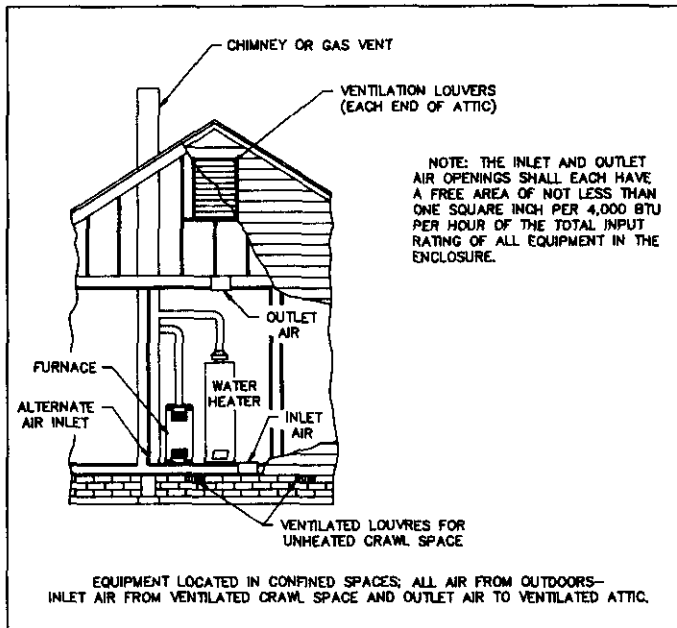 CHIMNEY OR GAS VENT
VENTILATION LOUVERS
(EACH END OF ATTIC)
NOTE: THE INLET AND OUTLET
AIR OPENINGS SHALL EACH HAVE
A FREE AREA OF NOT LESS THAN
ONE SQUARE INCH PER 4,000 BTU
PER HOUR OF THE TOTAL INPUT
RATING OF ALL EQUIPMENT IN THE
ENCLOSURE.
OUTLET
AIR
FURNACE
WATER
HEATER
ALTERNATE
AIR INLET
INLET
AIR
VENTILATED LOUVRES FOR
UNHEATED CRAWL SPACE
EQUIPMENT LOCATED IN CONFINED SPACES; ALL AIR FROM OUTDOORS—
INLET AIR FROM VENTILATED CRAWL SPACE AND OUTLET AIR TO VENTILATED ATTIC.